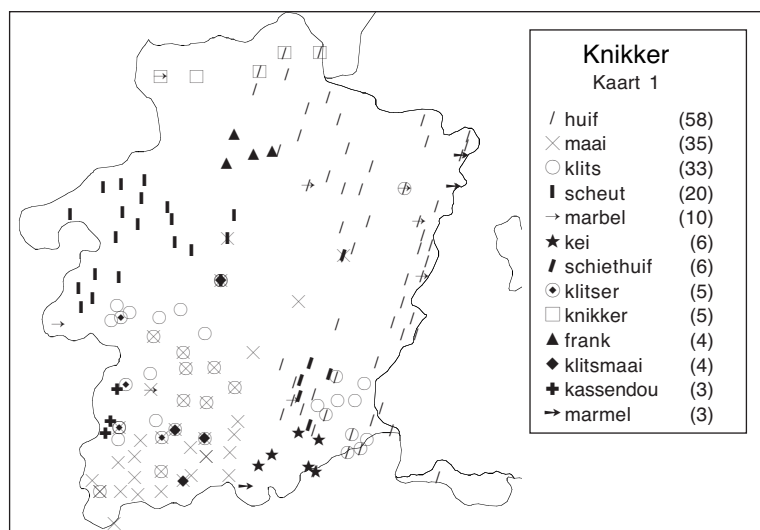 Knikker
Kaart 1
huif (58)
maai (35)
klits (33)
scheut (20)
marbel (10)
kei (6)
schiethuif (6)
klitser (5)
knikker (5)
frank (4)
klitsmaai (4)
kassendou (3)
marmel (3)